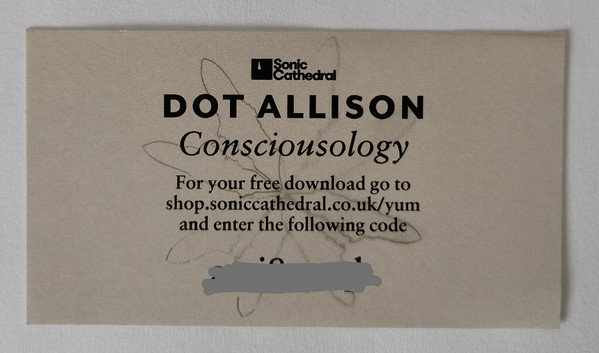 Sonic
Cathedral
DOT ALLISON
Consciousology
For your free download go to
shop.soniccathedral.co.uk/yum
and enter the following code